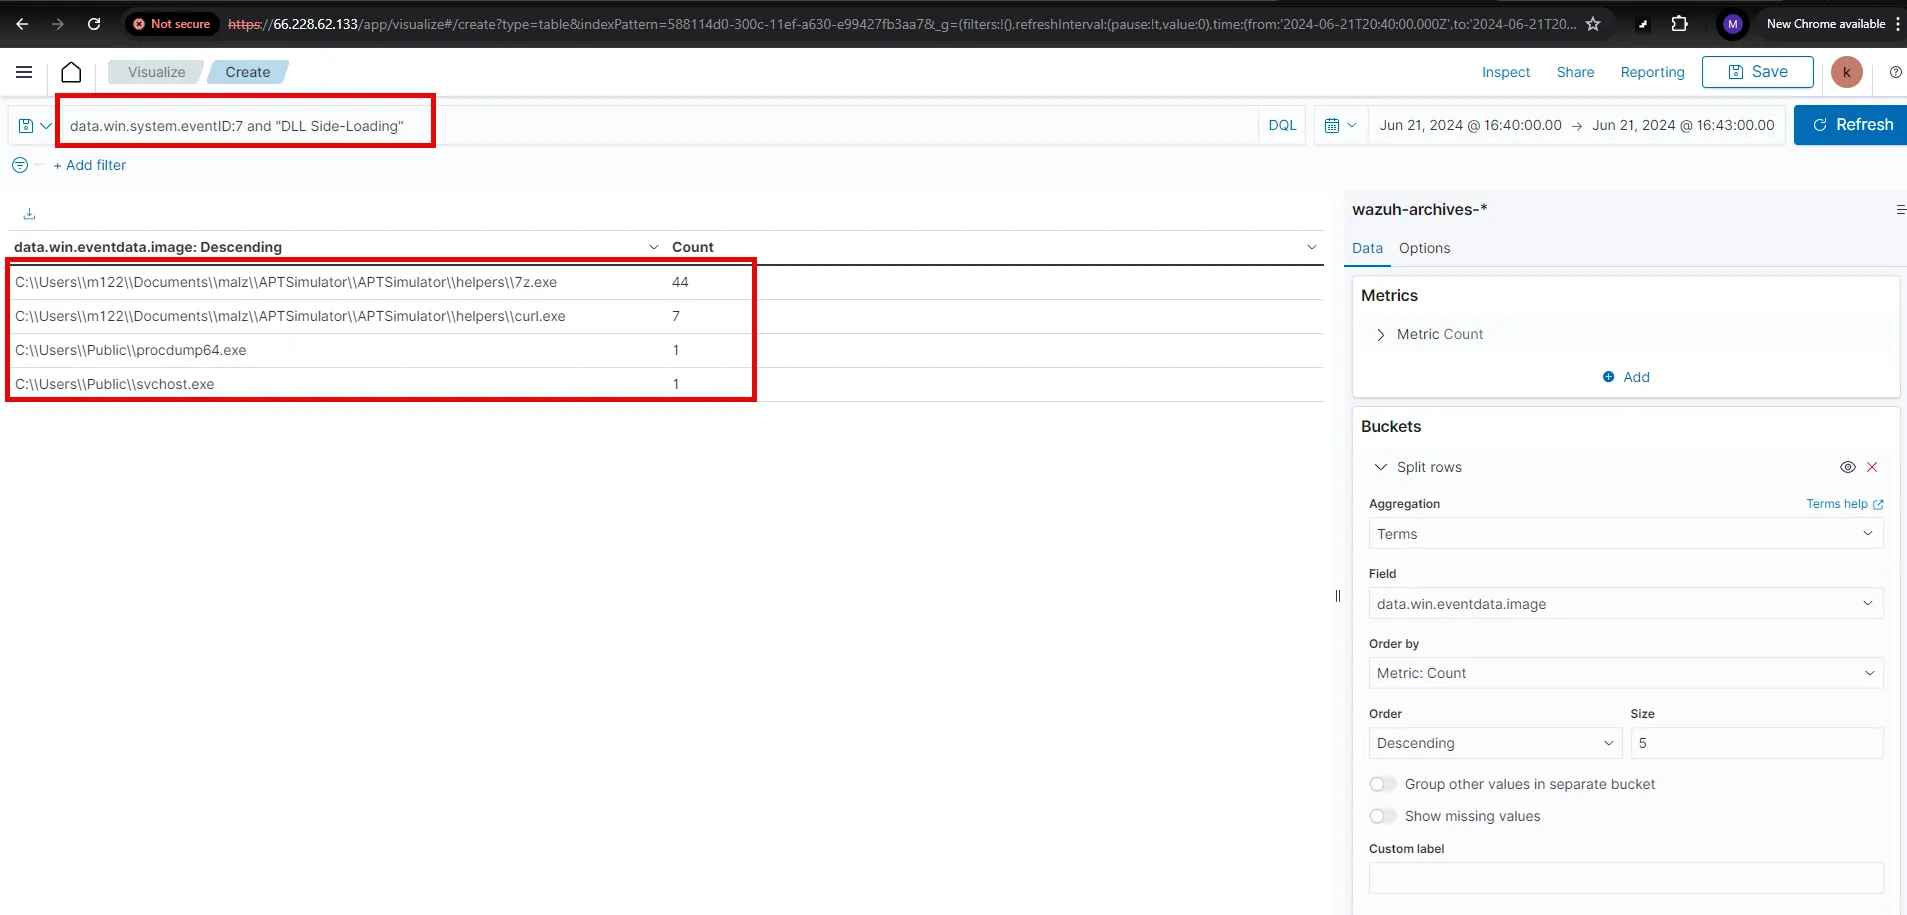 Not secure https://66.228.62.133/app/visualize#/create?type=table&indexPattern=588114d0-300c-11ef-a630-e99427fb3aa7&_g=(filters:!(),refreshInterval:(pause:!t,value:0),time:(from:'2024-06-21T20:40:00.000Z',to:'2024-06-21T20... M New Chrome available
Visualize Create Inspect Share Reporting Save k
data.win.system.eventID:7 and "DLL Side-Loading" DQL Jun 21, 2024 @ 16:40:00.00 → Jun 21, 2024 @ 16:43:00.00 Refresh
+ Add filter
data.win.eventdata.image: Descending Count
C:\\Users\\m122\\Documents\\malz\\APTSimulator\\APTSimulator\\helpers\\7z.exe 44
C:\\Users\\m122\\Documents\\malz\\APTSimulator\\APTSimulator\\helpers\\curl.exe 7
C:\\Users\\Public\\procdump64.exe 1
C:\\Users\\Public\\svchost.exe 1
wazuh-archives-*
Data Options
Metrics
Metric Count
Add
Buckets
Split rows
Aggregation Terms help
Terms
Field
data.win.eventdata.image
Order by
Metric: Count
Order Size
Descending 5
Group other values in separate bucket
Show missing values
Custom label